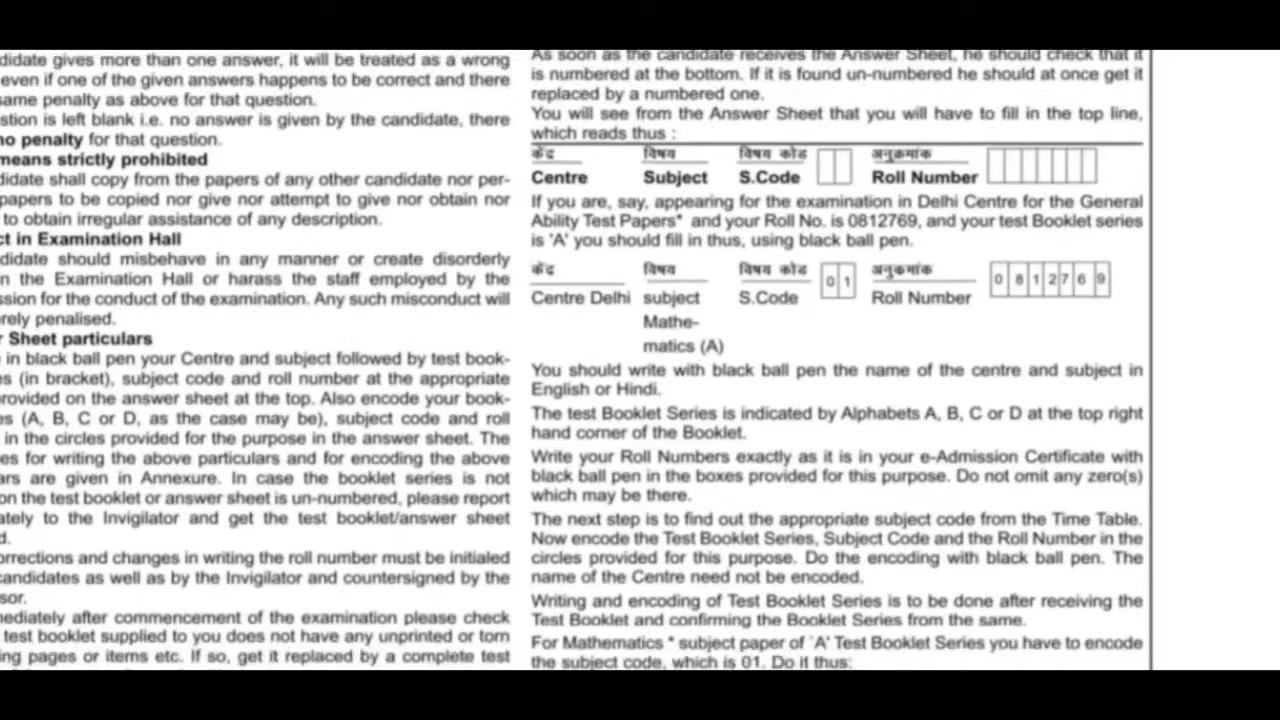 didate gives more than one answer, it will be treated as a wrong
even if one of the given answers happens to be correct and there
same penalty as above for that question.
stion is left blank i.e. no answer is given by the candidate, there
no penalty for that question.
means strictly prohibited
didate shall copy from the papers of any other candidate nor per-
papers to be copied nor give nor attempt to give nor obtain nor
to obtain irregular assistance of any description.
ct in Examination Hall
didate should misbehave in any manner or create disorderly
n the Examination Hall or harass the staff employed by the
ssion for the conduct of the examination. Any such misconduct will
rely penalised.
r Sheet particulars
in black ball pen your Centre and subject followed by test book-
s (in bracket), subject code and roll number at the appropriate
rovided on the answer sheet at the top. Also encode your book-
es (A, B, C or D, as the case may be), subject code and roll
in the circles provided for the purpose in the answer sheet. The
es for writing the above particulars and for encoding the above
ars are given in Annexure. In case the booklet series is not
on the test booklet or answer sheet is un-numbered, please report
ately to the Invigilator and get the test booklet/answer sheet
d.
orrections and changes in writing the roll number must be initialed
candidates as well as by the Invigilator and countersigned by the
sor.
mediately after commencement of the examination please check
test booklet supplied to you does not have any unprinted or torn
ing pages or items etc. If so, get it replaced by a complete test
As soon as the candidate receives the Answer Sheet, he should check that it
is numbered at the bottom. If it is found un-numbered he should at once get it
replaced by a numbered one.
You will see from the Answer Sheet that you will have to fill in the top line,
which reads thus :
केंद विषय विषय कोड अनुक्रमांक
Centre Subject S.Code Roll Number
If you are, say, appearing for the examination in Delhi Centre for the General
Ability Test Papers* and your Roll No. is 0812769, and your test Booklet series
is 'A' you should fill in thus, using black ball pen.
केंद विषय विषय कोड 0 1 अनुक्रमांक 0 8 1 2 7 6 9
Centre Delhi subject S.Code Roll Number
Mathe-
matics (A)
You should write with black ball pen the name of the centre and subject in
English or Hindi.
The test Booklet Series is indicated by Alphabets A, B, C or D at the top right
hand corner of the Booklet.
Write your Roll Numbers exactly as it is in your e-Admission Certificate with
black ball pen in the boxes provided for this purpose. Do not omit any zero(s)
which may be there.
The next step is to find out the appropriate subject code from the Time Table.
Now encode the Test Booklet Series, Subject Code and the Roll Number in the
circles provided for this purpose. Do the encoding with black ball pen. The
name of the Centre need not be encoded.
Writing and encoding of Test Booklet Series is to be done after receiving the
Test Booklet and confirming the Booklet Series from the same.
For Mathematics * subject paper of 'A' Test Booklet Series you have to encode
the subject code, which is 01. Do it thus: